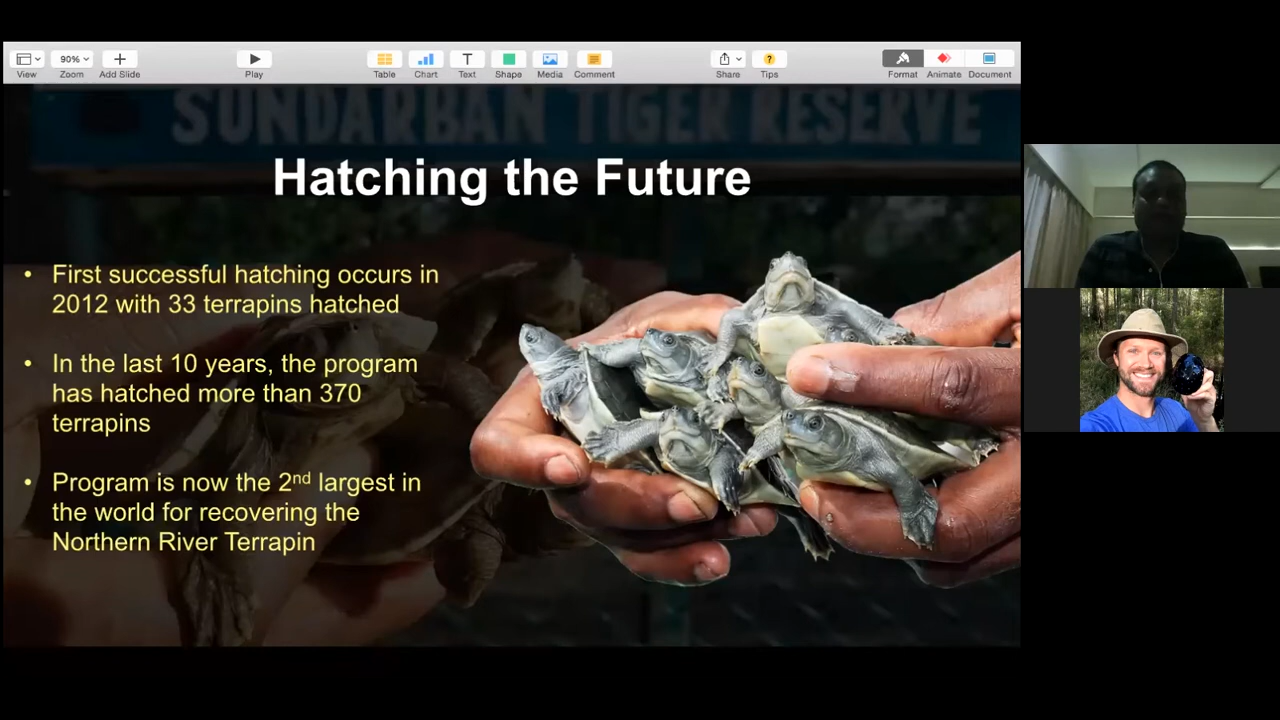 90%
View
Zoom
Add Slide
Play
Table
Chart
Text
Shape
Media
Comment
Share
Tips
Format
Animate
Document
SUNDARBAN TIGER RESERVE
Hatching the Future
• First successful hatching occurs in
2012 with 33 terrapins hatched
• In the last 10 years, the program
has hatched more than 370
terrapins
• Program is now the 2nd largest in
the world for recovering the
Northern River Terrapin